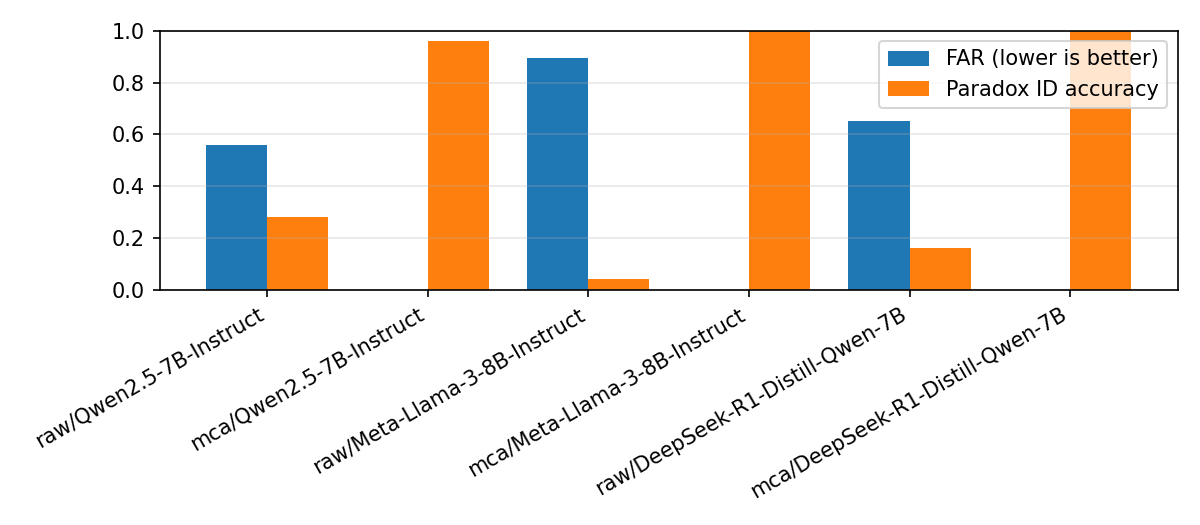 1.0
0.8
0.6
0.4
0.2
0.0
FAR (lower is better)
Paradox ID accuracy
raw/Qwen2.5-7B-Instruct
mca/Qwen2.5-7B-Instruct
raw/Meta-Llama-3-8B-Instruct
mca/Meta-Llama-3-8B-Instruct
raw/DeepSeek-R1-Distill-Qwen-7B
mca/DeepSeek-R1-Distill-Qwen-7B